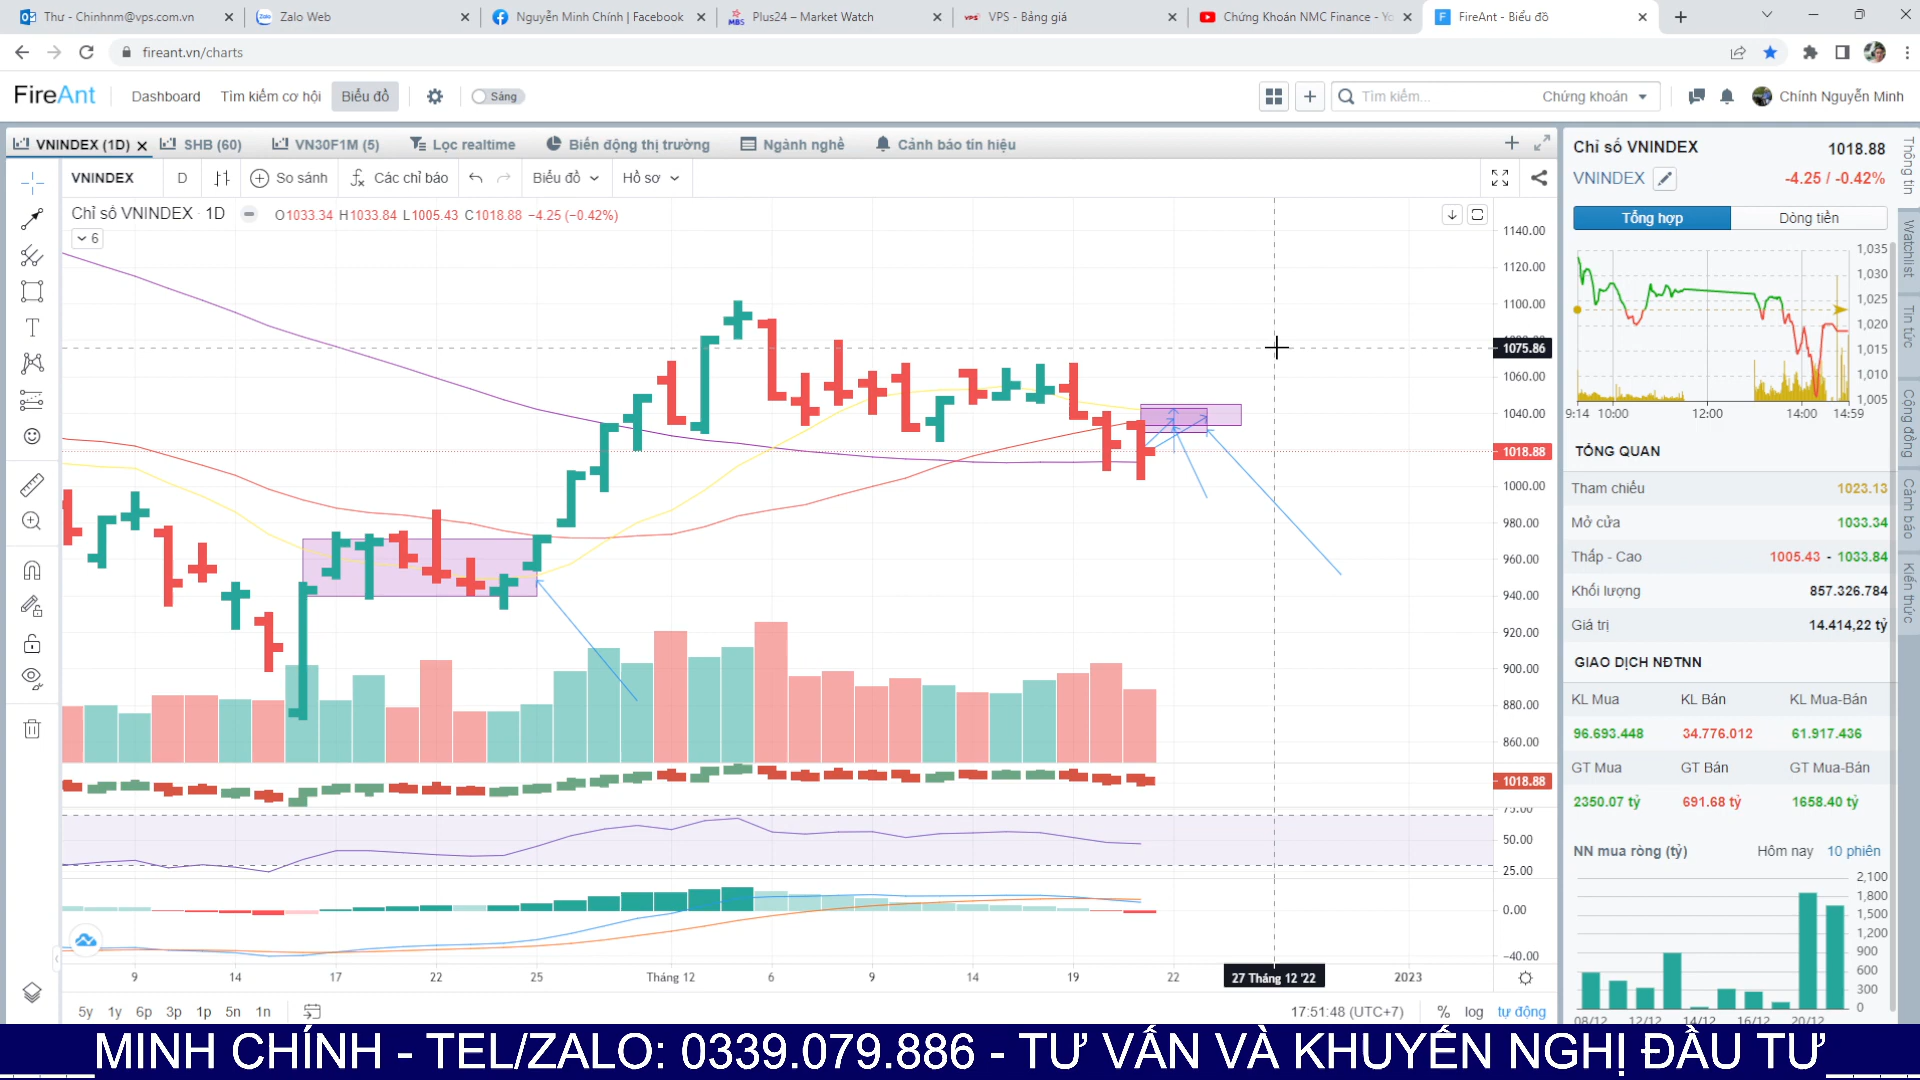 Thư - Chinhnm@vps.com.vn
Zalo Web
Nguyễn Minh Chính | Facebook
Plus24 – Market Watch
VPS - Bảng giá
Chứng Khoán NMC Finance - Yo
FireAnt - Biểu đồ
fireant.vn/charts
FireAnt
Dashboard
Tìm kiếm cơ hội
Biểu đồ
Sáng
Tìm kiếm...
Chứng khoán
Chính Nguyễn Minh
VNINDEX (1D)
SHB (60)
VN30F1M (5)
Lọc realtime
Biến động thị trường
Ngành nghề
Cảnh báo tín hiệu
VNINDEX
D
So sánh
Các chỉ báo
Biểu đồ
Hồ sơ
Chỉ số VNINDEX 1D
O1033.34 H1033.84 L1005.43 C1018.88 −4.25 (−0.42%)
6
1140.00
1120.00
1100.00
1075.86
1060.00
1040.00
1018.88
1000.00
980.00
960.00
940.00
920.00
900.00
880.00
860.00
1018.88
75.00
50.00
25.00
0.00
−40.00
9
14
17
22
25
Tháng 12
6
9
14
19
22
27 Tháng 12 '22
2023
5y
1y
6p
3p
1p
5n
1n
17:51:48 (UTC+7)
%
log
tự động
Chỉ số VNINDEX
1018.88
VNINDEX
-4.25 / -0.42%
Tổng hợp
Dòng tiền
1,035
1,030
1,025
1,020
1,015
1,010
1,005
9:14
10:00
12:00
14:00
14:59
TỔNG QUAN
Tham chiếu 1023.13
Mở cửa 1033.34
Thấp - Cao 1005.43 - 1033.84
Khối lượng 857.326.784
Giá trị 14.414,22 tỷ
GIAO DỊCH NĐTNN
KL Mua KL Bán KL Mua-Bán
96.693.448 34.776.012 61.917.436
GT Mua GT Bán GT Mua-Bán
2350.07 tỷ 691.68 tỷ 1658.40 tỷ
NN mua ròng (tỷ)
Hôm nay
10 phiên
2,100
1,800
1,500
1,200
900
600
300
0
08/12
12/12
14/12
16/12
20/12
Thông tin
Watchlist
Tin tức
Cộng đồng
Cảnh báo
Kiến thức
____MINH CHÍNH - TEL/ZALO: 0339.079.886 - TƯ VẤN VÀ KHUYẾN NGHỊ ĐẦU TƯ____